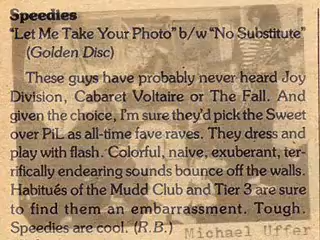 Speedies
"Let Me Take Your Photo" b/w "No Substitute"
(Golden Disc)
These guys have probably never heard Joy
Division, Cabaret Voltaire or The Fall. And
given the choice, I'm sure they'd pick the Sweet
over PiL as all-time fave raves. They dress and
play with flash. Colorful, naive, exuberant, ter-
rifically endearing sounds bounce off the walls.
Habitués of the Mudd Club and Tier 3 are sure
to find them an embarrassment. Tough.
Speedies are cool. (R.B.)
Michael Uffer